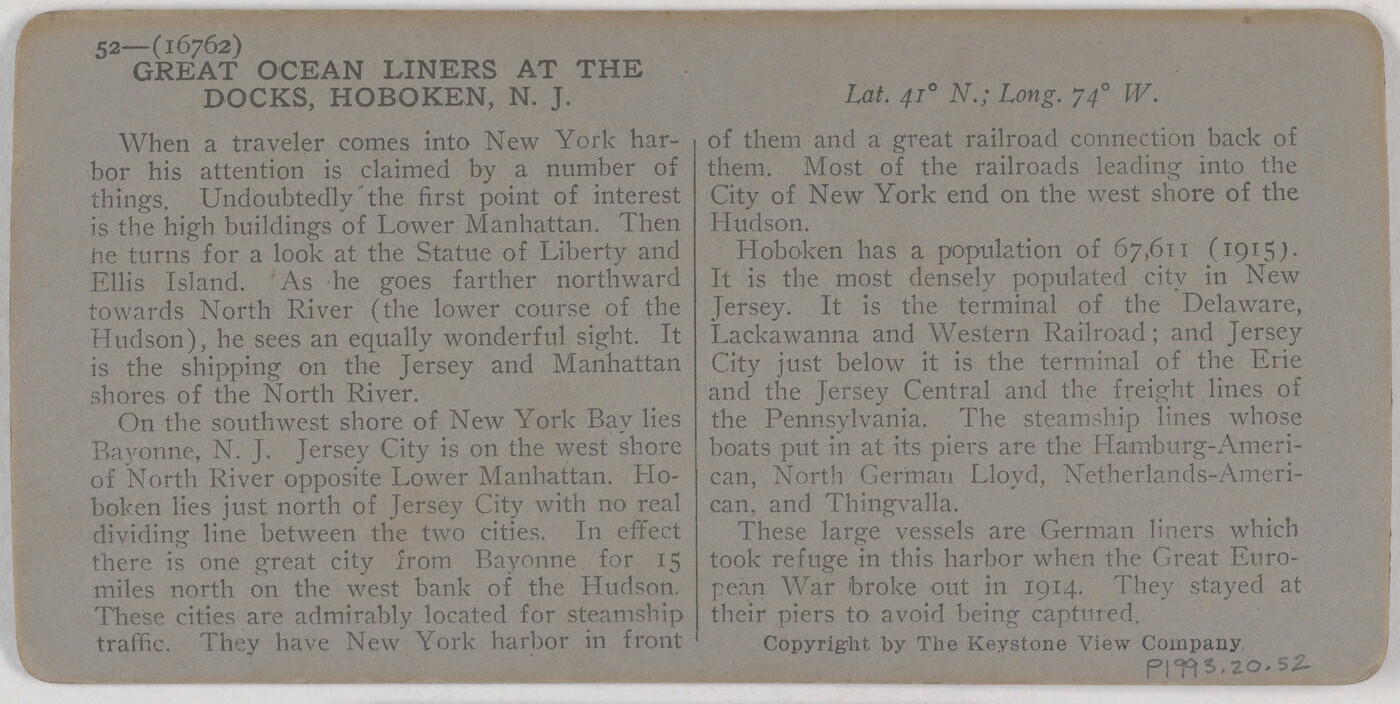 52—(16762)
GREAT OCEAN LINERS AT THE
DOCKS, HOBOKEN, N. J.
Lat. 41° N.; Long. 74° W.
When a traveler comes into New York har-
bor his attention is claimed by a number of
things. Undoubtedly the first point of interest
is the high buildings of Lower Manhattan. Then
he turns for a look at the Statue of Liberty and
Ellis Island. As he goes farther northward
towards North River (the lower course of the
Hudson), he sees an equally wonderful sight. It
is the shipping on the Jersey and Manhattan
shores of the North River.
On the southwest shore of New York Bay lies
Bayonne, N. J. Jersey City is on the west shore
of North River opposite Lower Manhattan. Ho-
boken lies just north of Jersey City with no real
dividing line between the two cities. In effect
there is one great city from Bayonne for 15
miles north on the west bank of the Hudson.
These cities are admirably located for steamship
traffic. They have New York harbor in front
of them and a great railroad connection back of
them. Most of the railroads leading into the
City of New York end on the west shore of the
Hudson.
Hoboken has a population of 67,611 (1915).
It is the most densely populated city in New
Jersey. It is the terminal of the Delaware,
Lackawanna and Western Railroad; and Jersey
City just below it is the terminal of the Erie
and the Jersey Central and the freight lines of
the Pennsylvania. The steamship lines whose
boats put in at its piers are the Hamburg-Ameri-
can, North German Lloyd, Netherlands-Ameri-
can, and Thingvalla.
These large vessels are German liners which
took refuge in this harbor when the Great Euro-
pean War broke out in 1914. They stayed at
their piers to avoid being captured.
Copyright by The Keystone View Company.
P1993.20.52